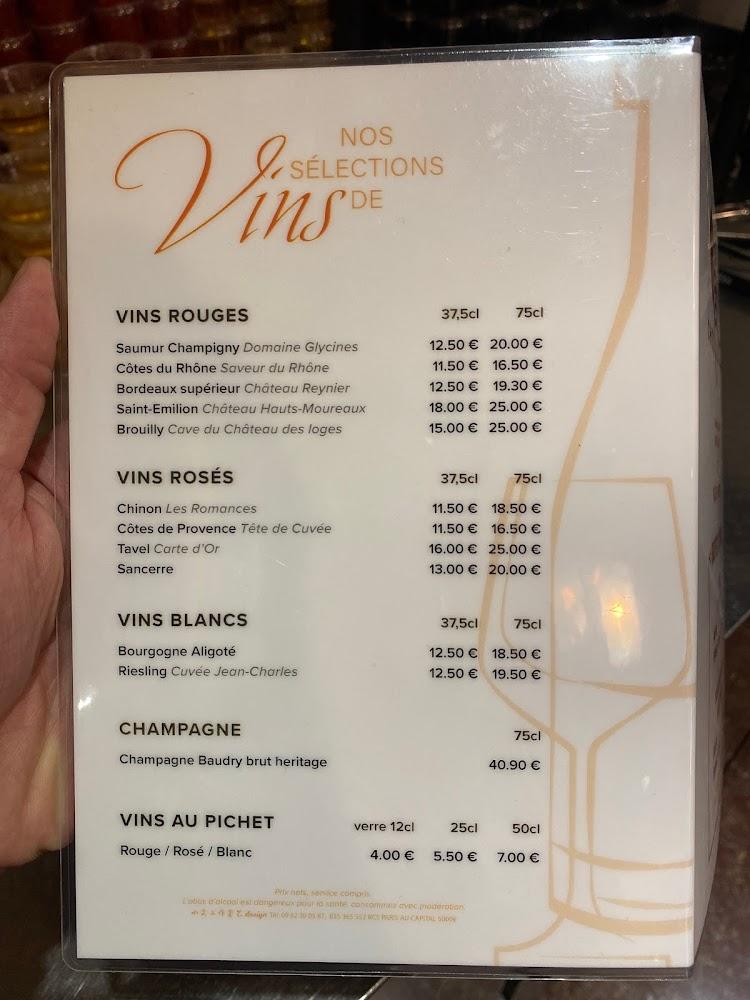 NOS
SÉLECTIONS
DE
Vins
VINS ROUGES 37,5cl 75cl
Saumur Champigny Domaine Glycines 12.50 € 20.00 €
Côtes du Rhône Saveur du Rhône 11.50 € 16.50 €
Bordeaux supérieur Château Reynier 12.50 € 19.30 €
Saint-Emilion Château Hauts-Moureaux 18.00 € 25.00 €
Brouilly Cave du Château des loges 15.00 € 25.00 €
VINS ROSÉS 37,5cl 75cl
Chinon Les Romances 11.50 € 18.50 €
Côtes de Provence Tête de Cuvée 11.50 € 16.50 €
Tavel Carte d'Or 16.00 € 25.00 €
Sancerre 13.00 € 20.00 €
VINS BLANCS 37,5cl 75cl
Bourgogne Aligoté 12.50 € 18.50 €
Riesling Cuvée Jean-Charles 12.50 € 19.50 €
CHAMPAGNE 75cl
Champagne Baudry brut heritage 40.90 €
VINS AU PICHET verre 12cl 25cl 50cl
Rouge / Rosé / Blanc 4.00 € 5.50 € 7.00 €
Prix nets, service compris.
L'abus d'alcool est dangereux pour la santé, consommez avec modération.
design Tél: RCS PARIS AU CAPITAL